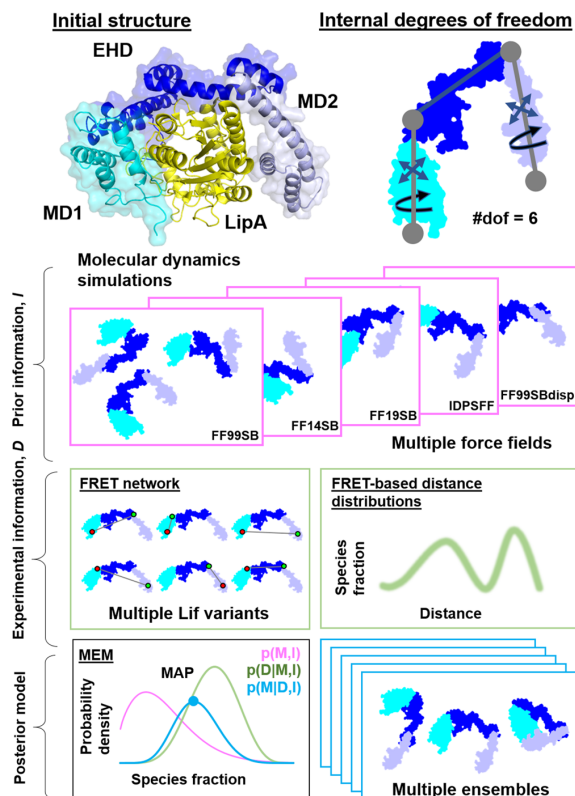 Initial structure
Internal degrees of freedom
EHD
MD2
MD1
LipA
#dof = 6
Prior information, I
Molecular dynamics
simulations
FF99SB
FF14SB
FF19SB
IDPSFF
FF99SBdisp
Multiple force fields
Experimental information, D
FRET network
Multiple Lif variants
FRET-based distance
distributions
Species
fraction
Distance
Posterior model
MEM
p(M,I)
p(D|M,I)
p(M|D,I)
MAP
Probability
density
Species fraction
Multiple ensembles